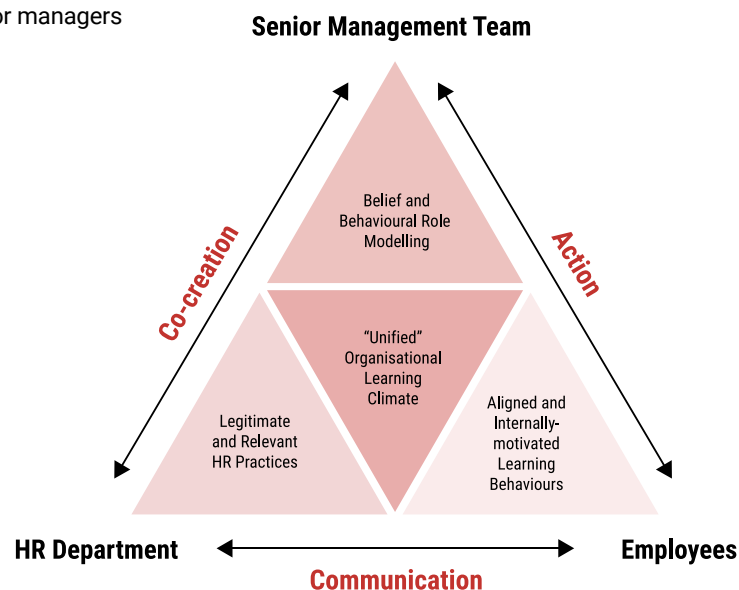 or managers
Senior Management Team
Belief and
Behavioural Role
Modelling
Co-creation
Action
“Unified”
Organisational
Learning
Climate
Legitimate
and Relevant
HR Practices
Aligned and
Internally-
motivated
Learning
Behaviours
HR Department
Employees
Communication